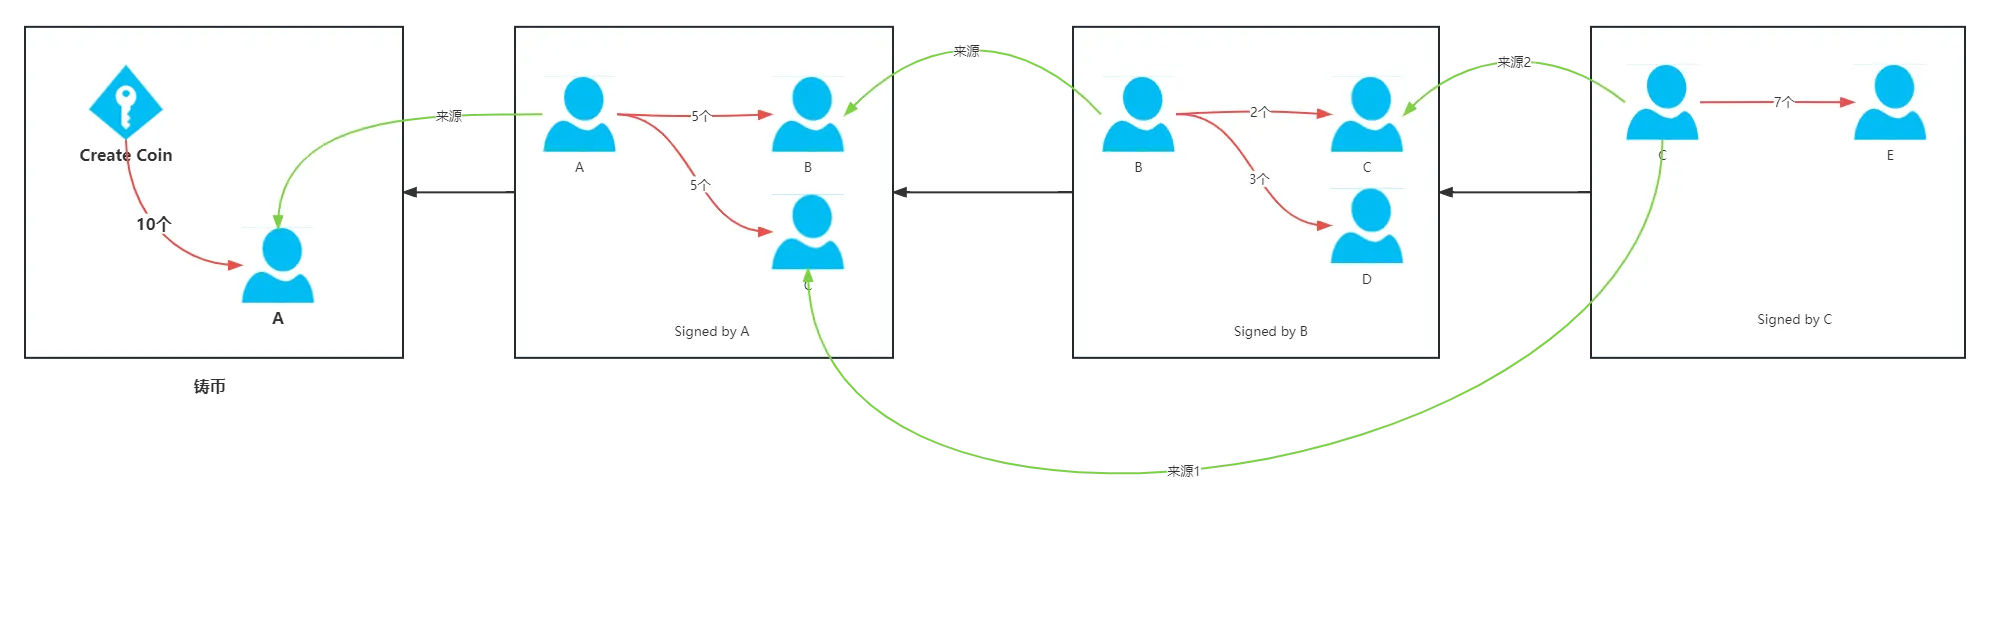 Create Coin
10个
A
铸币
来源
A
5个
B
5个
C
Signed by A
来源
B
2个
C
3个
D
Signed by B
来源2
C
7个
E
Signed by C
来源1